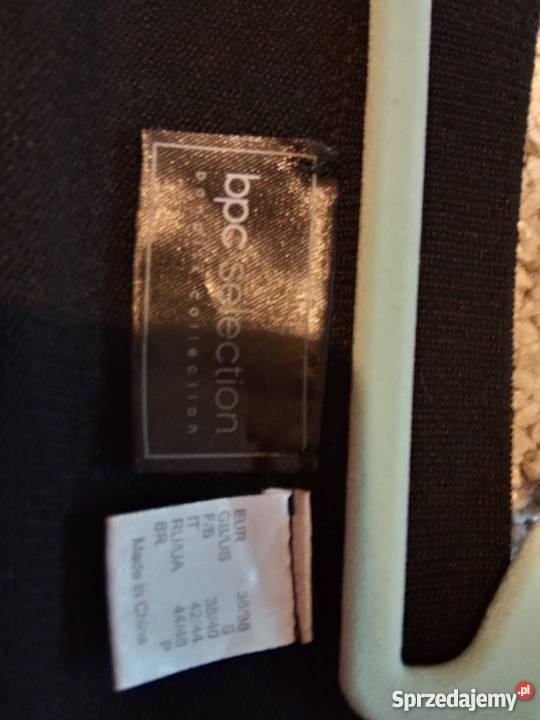 bpc selection
bonprix collection
EUR 36/38
GB/US S
F/B 38/40
IT 42/44
RU/UA 44/46
BR P
Made in China
Sprzedajemy.pl